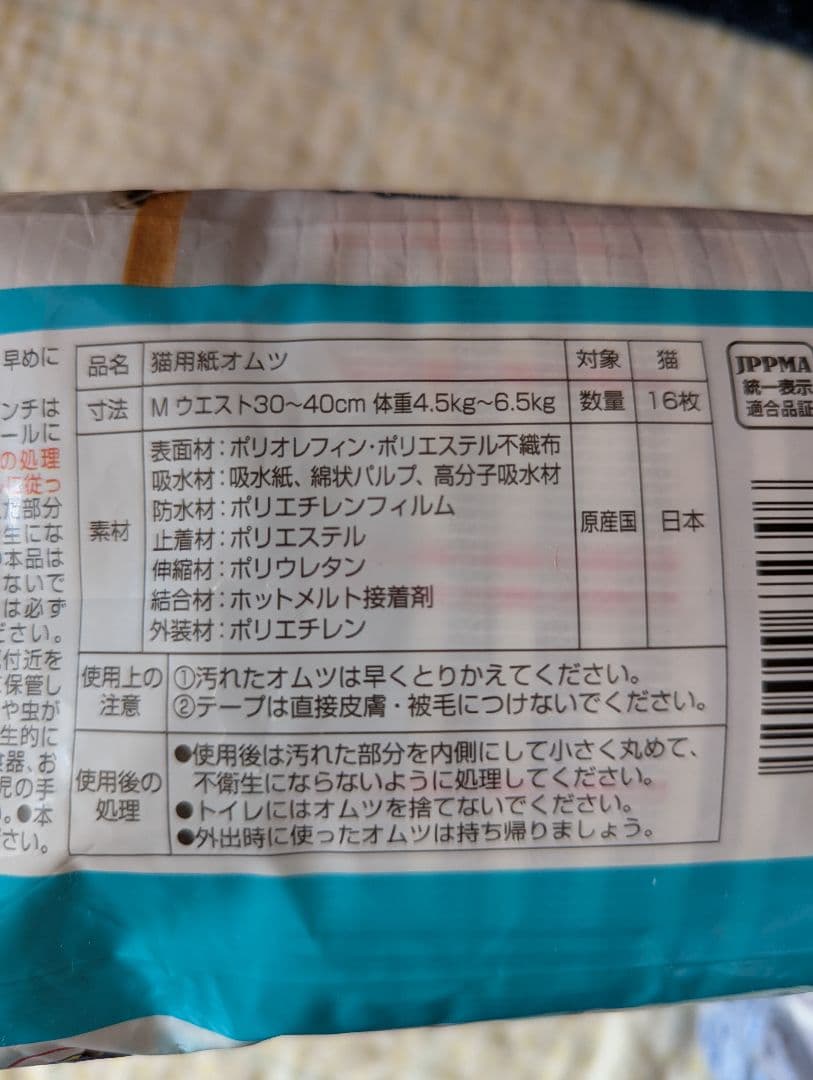 早めに
ンチは
ールに
の処理
に従っ
た部分
生にな
本品は
ないで
は必ず
ださい。
付近を
保管し
や虫が
生的に
食器、お
児の手
。●本
さい。
品名 猫用紙オムツ 対象 猫
寸法 M ウエスト30～40cm 体重4.5kg～6.5kg 数量 16枚
素材
表面材：ポリオレフィン・ポリエステル不織布
吸水材：吸水紙、綿状パルプ、高分子吸水材
防水材：ポリエチレンフィルム
止着材：ポリエステル
伸縮材：ポリウレタン
結合材：ホットメルト接着剤
外装材：ポリエチレン
原産国 日本
使用上の
注意
①汚れたオムツは早くとりかえてください。
②テープは直接皮膚・被毛につけないでください。
使用後の
処理
●使用後は汚れた部分を内側にして小さく丸めて、
不衛生にならないように処理してください。
●トイレにはオムツを捨てないでください。
●外出時に使ったオムツは持ち帰りましょう。
JPPMA
統一表示
適合品証